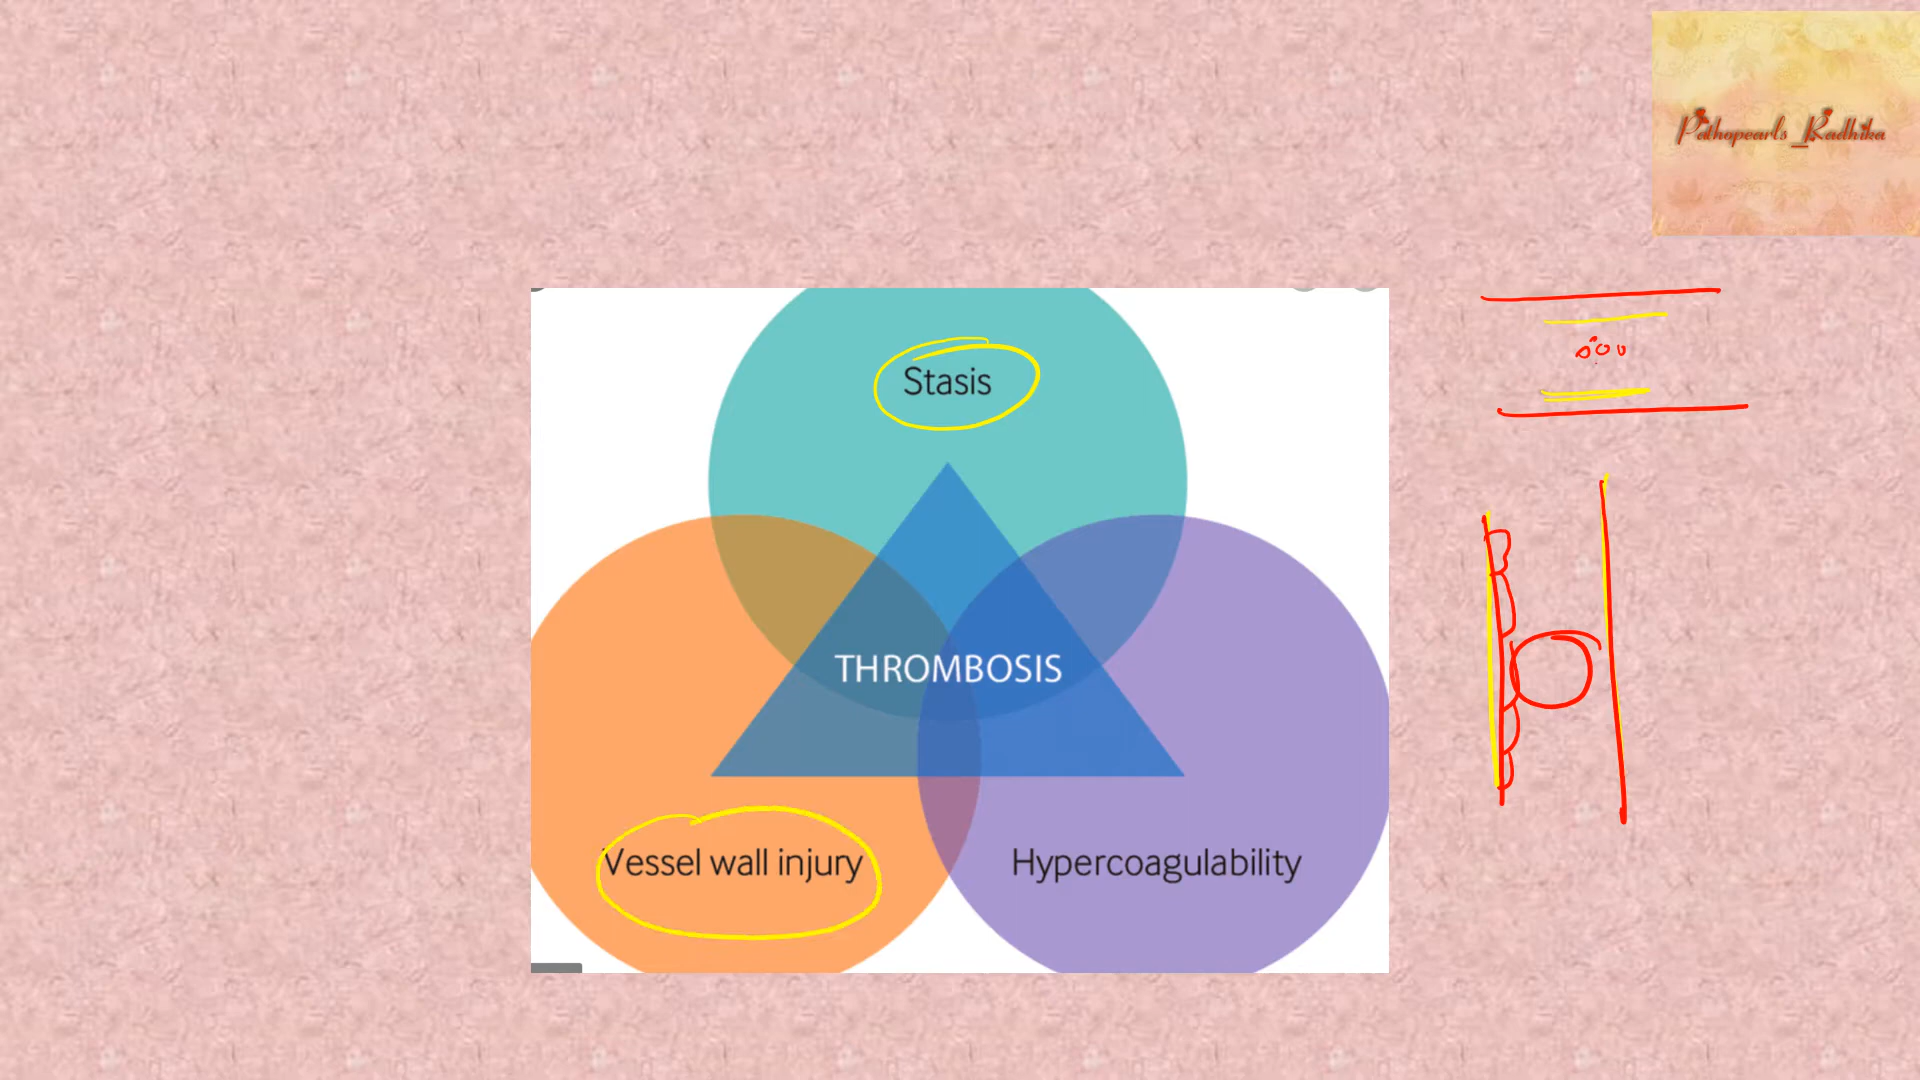 Pathopearls_Radhika
Stasis
THROMBOSIS
Vessel wall injury
Hypercoagulability